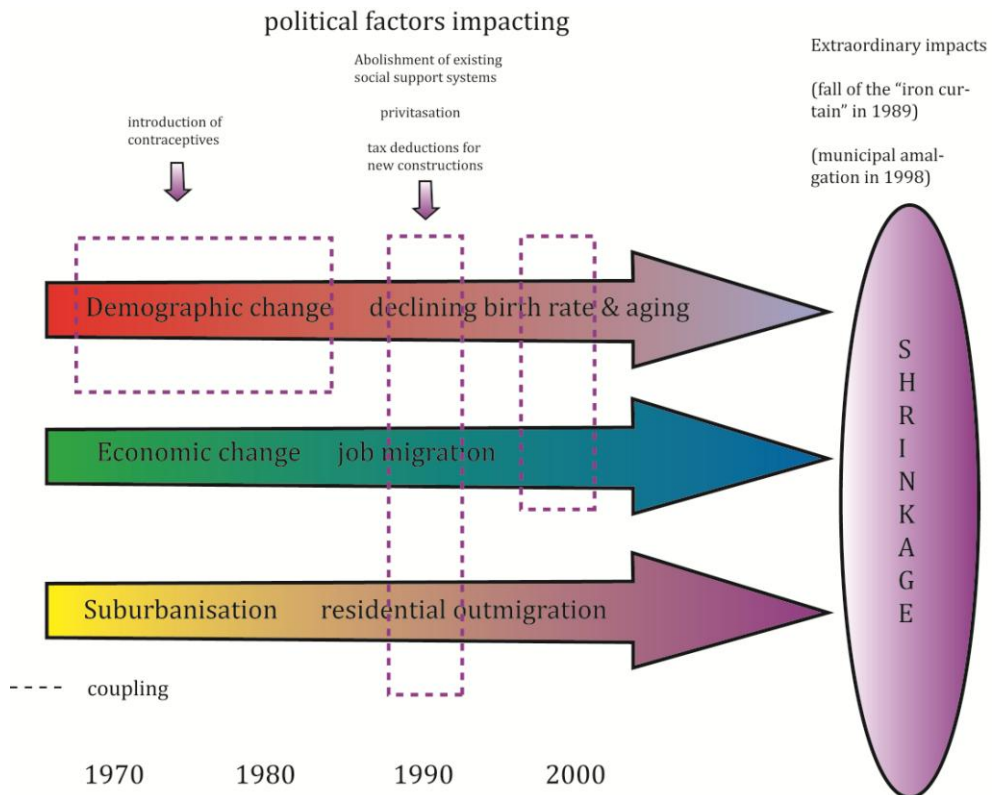 political factors impacting
Abolishment of existing
social support systems
privitasation
tax deductions for
new constructions
introduction of
contraceptives
Extraordinary impacts
(fall of the “iron cur-
tain” in 1989)
(municipal amal-
gation in 1998)
Demographic change declining birth rate & aging
Economic change job migration
Suburbanisation residential outmigration
SHRINKAGE
coupling
1970 1980 1990 2000